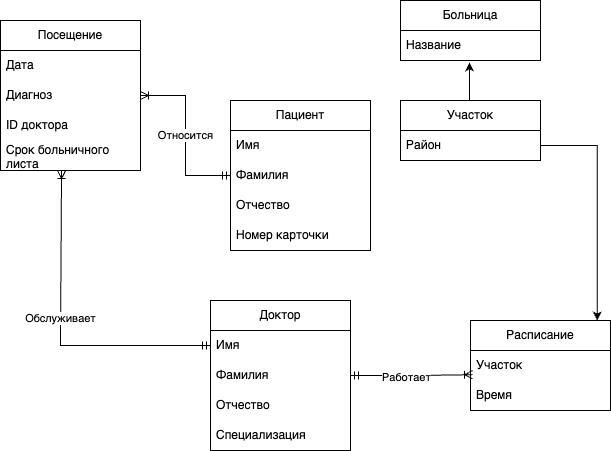 Посещение
Дата
Диагноз
ID доктора
Срок больничного
листа
Больница
Название
Участок
Район
Относится
Пациент
Имя
Фамилия
Отчество
Номер карточки
Обслуживает
Доктор
Имя
Фамилия
Отчество
Специализация
Работает
Расписание
Участок
Время